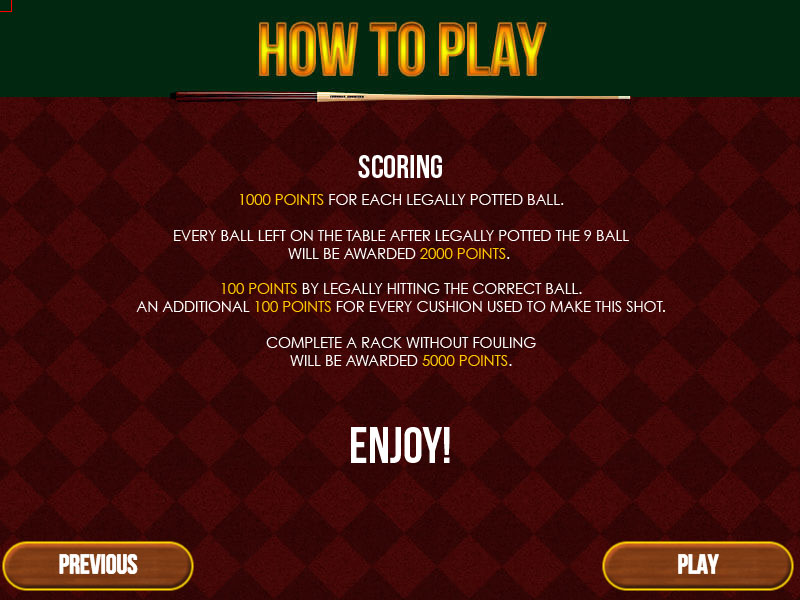 HOW TO PLAY
SCORING
1000 POINTS FOR EACH LEGALLY POTTED BALL.
EVERY BALL LEFT ON THE TABLE AFTER LEGALLY POTTED THE 9 BALL
WILL BE AWARDED 2000 POINTS.
100 POINTS BY LEGALLY HITTING THE CORRECT BALL.
AN ADDITIONAL 100 POINTS FOR EVERY CUSHION USED TO MAKE THIS SHOT.
COMPLETE A RACK WITHOUT FOULING
WILL BE AWARDED 5000 POINTS.
ENJOY!
PREVIOUS
PLAY